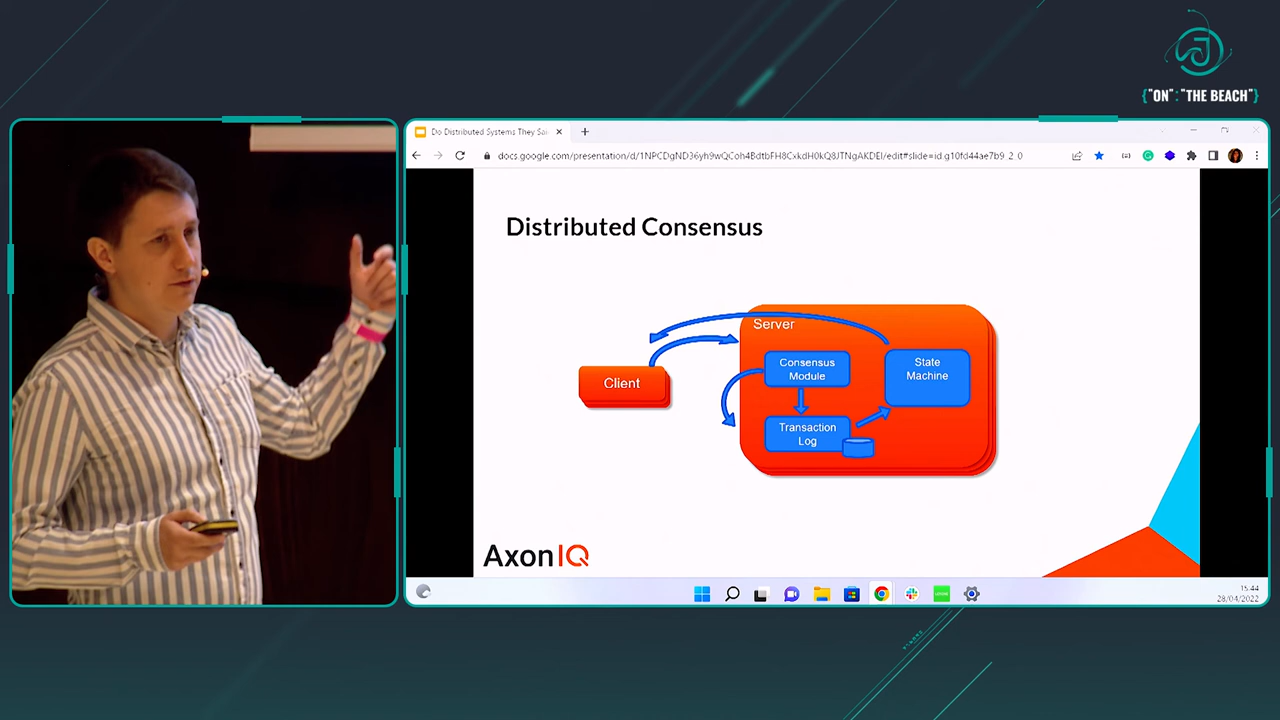 {"ON":"THE BEACH"}
Do Distributed Systems They Sai
docs.google.com/presentation/d/1NPCDgND36yh9wQCoh4BdtbFH8CxkdH0kQ8JTNgAKDEI/edit#slide=id.g10fd44ae7b9_2_0
Distributed Consensus
Server
Consensus
Module
State
Machine
Client
Transaction
Log
AxonIQ
15:44
28/04/2022